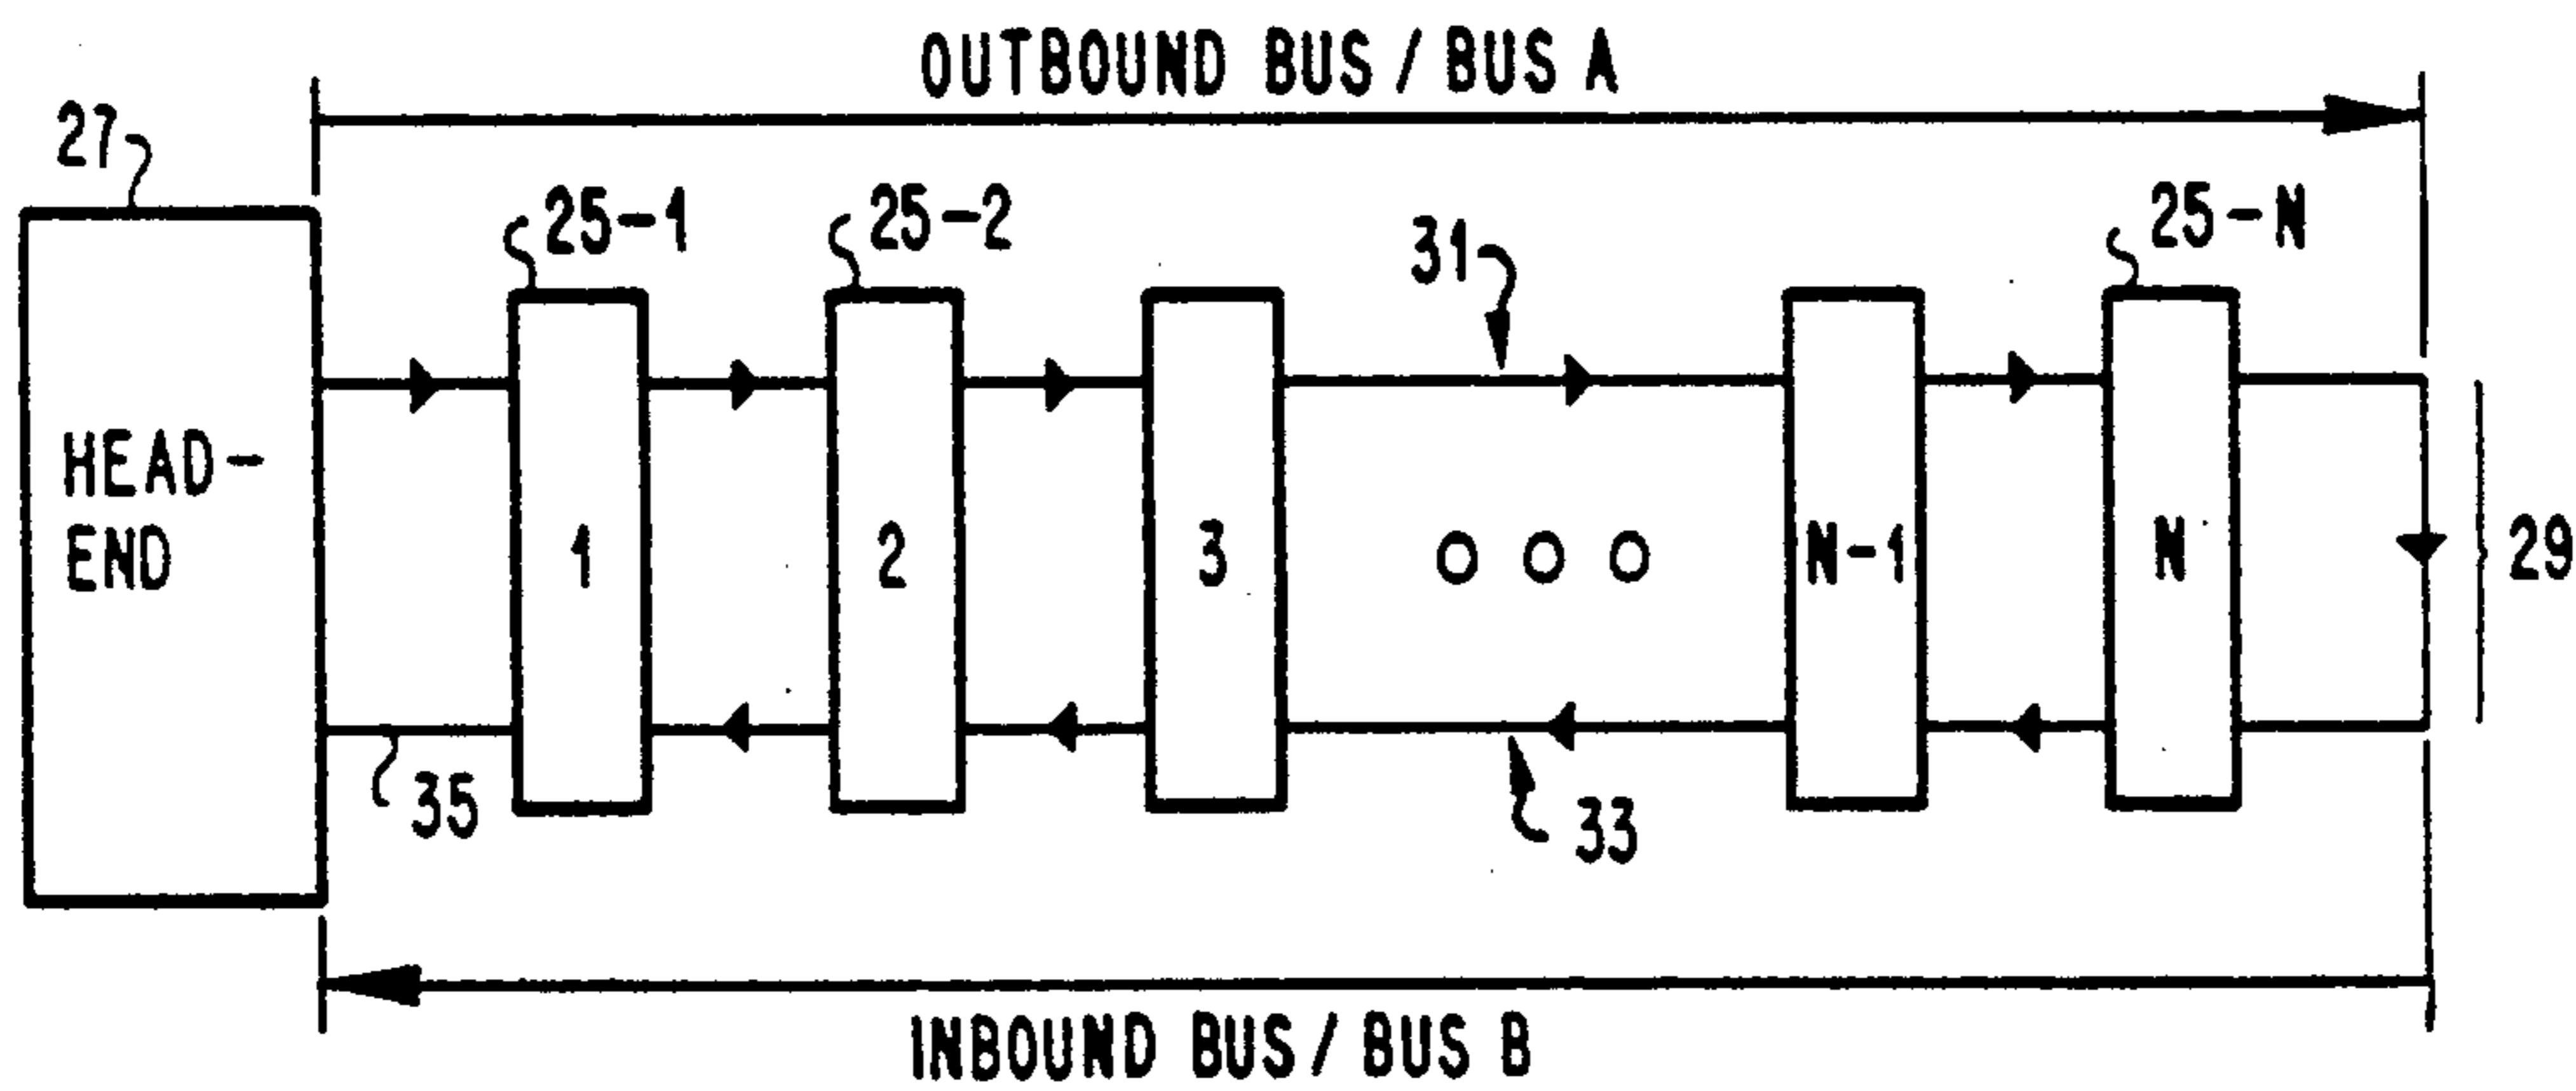 OUTBOUND BUS / BUS A
27
25-1
25-2
31
25-N
HEAD-
END
1
2
3
O O O
N-1
N
29
35
33
INBOUND BUS / BUS B